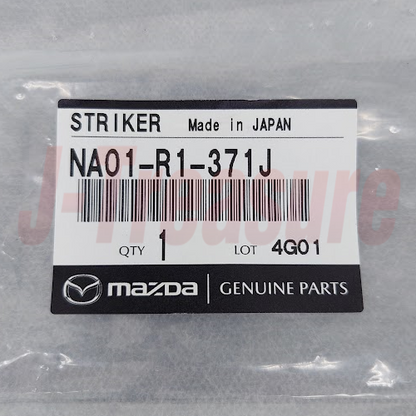 STRIKER Made in JAPAN
NA01-R1-371J
J-Treasure
QTY 1 LOT 4G01
mazda | GENUINE PARTS